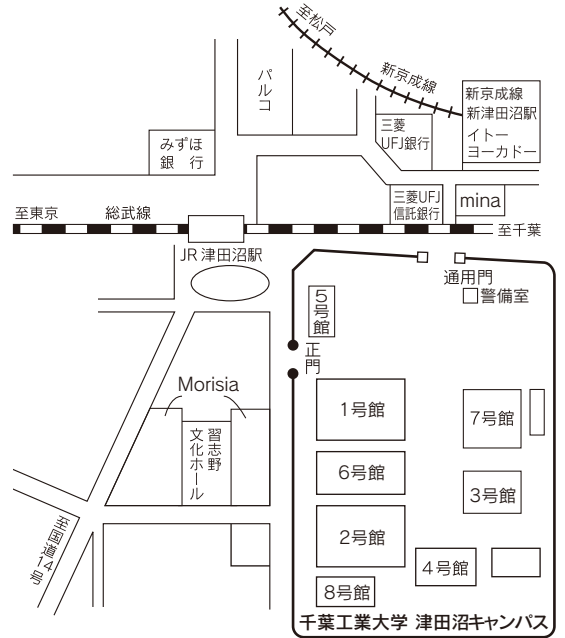 至松戸
新京成線
パルコ
新京成線
新津田沼駅
イトー
ヨーカドー
三菱
UFJ銀行
みずほ
銀 行
三菱UFJ
信託銀行
mina
至東京
総武線
至千葉
JR津田沼駅
通用門
警備室
5号館
正門
Morisia
1号館
7号館
習志野
文化ホール
6号館
3号館
2号館
4号館
8号館
至国道14号
千葉工業大学 津田沼キャンパス